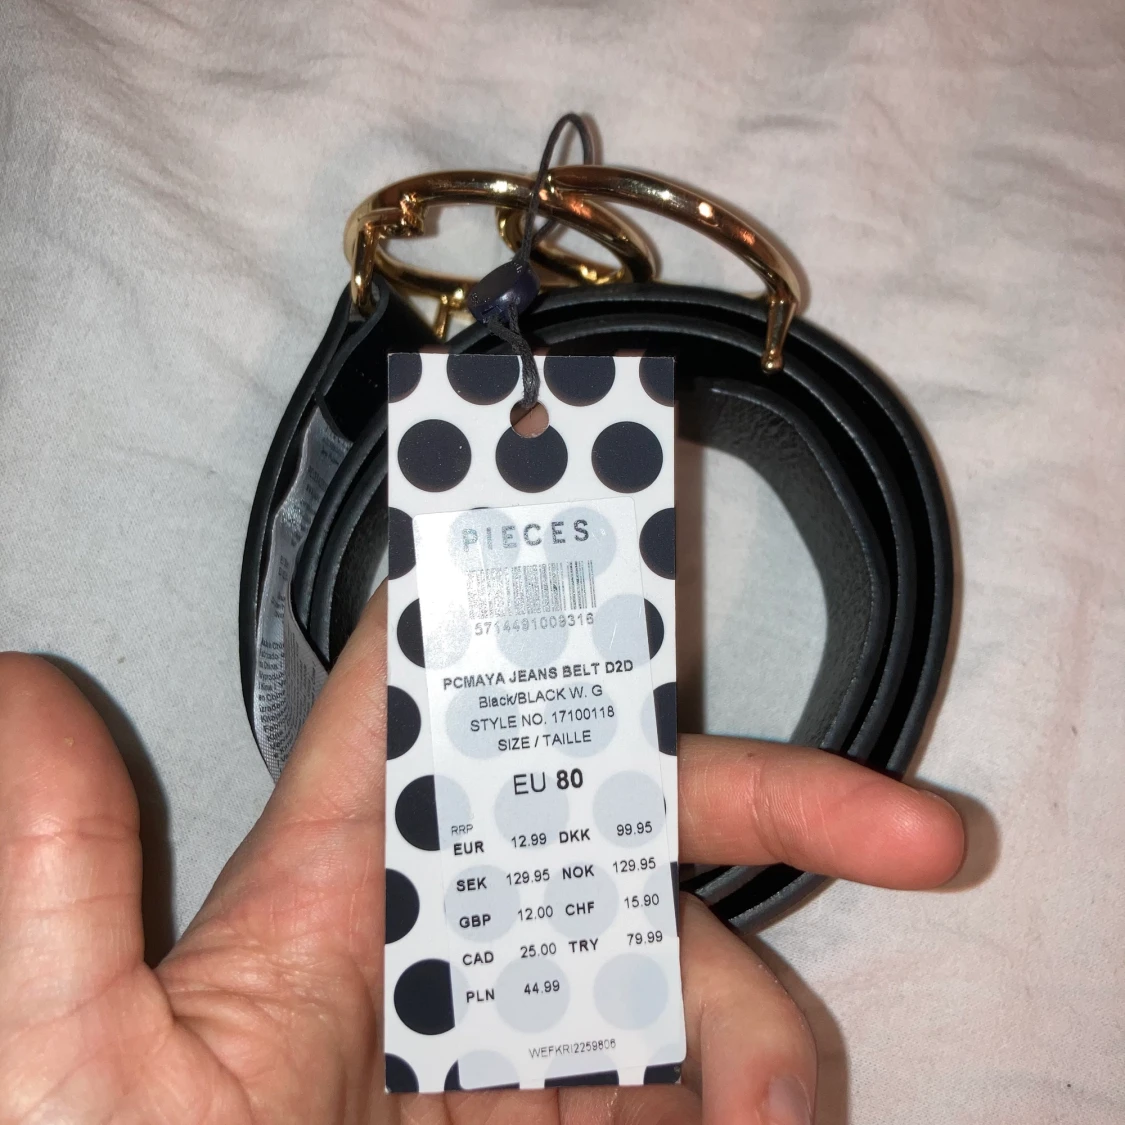 PIECES
5714491009316
PCMAYA JEANS BELT D2D
Black/BLACK W. G
STYLE NO. 17100118
SIZE / TAILLE
EU 80
RRP
EUR 12.99 DKK 99.95
SEK 129.95 NOK 129.95
GBP 12.00 CHF 15.90
CAD 25.00 TRY 79.99
PLN 44.99
WEFKRI2259806